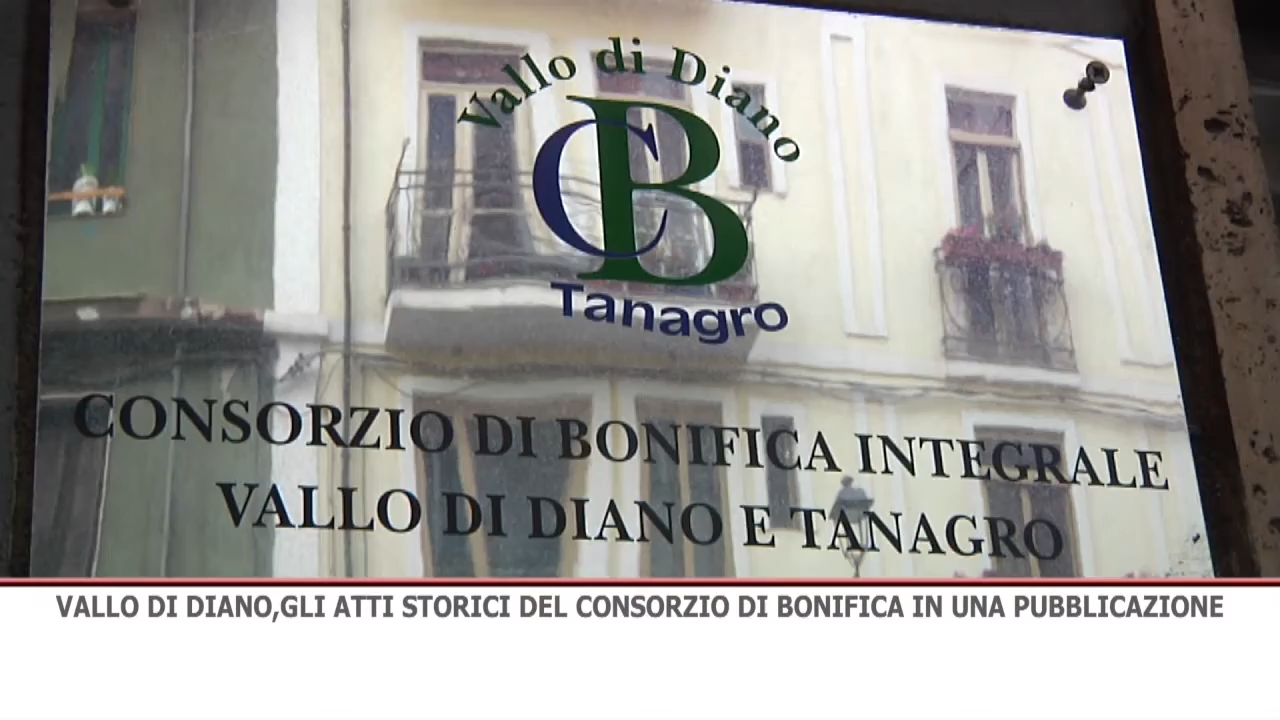 Vallo di Diano
CB
Tanagro
CONSORZIO DI BONIFICA INTEGRALE
VALLO DI DIANO E TANAGRO
VALLO DI DIANO,GLI ATTI STORICI DEL CONSORZIO DI BONIFICA IN UNA PUBBLICAZIONE